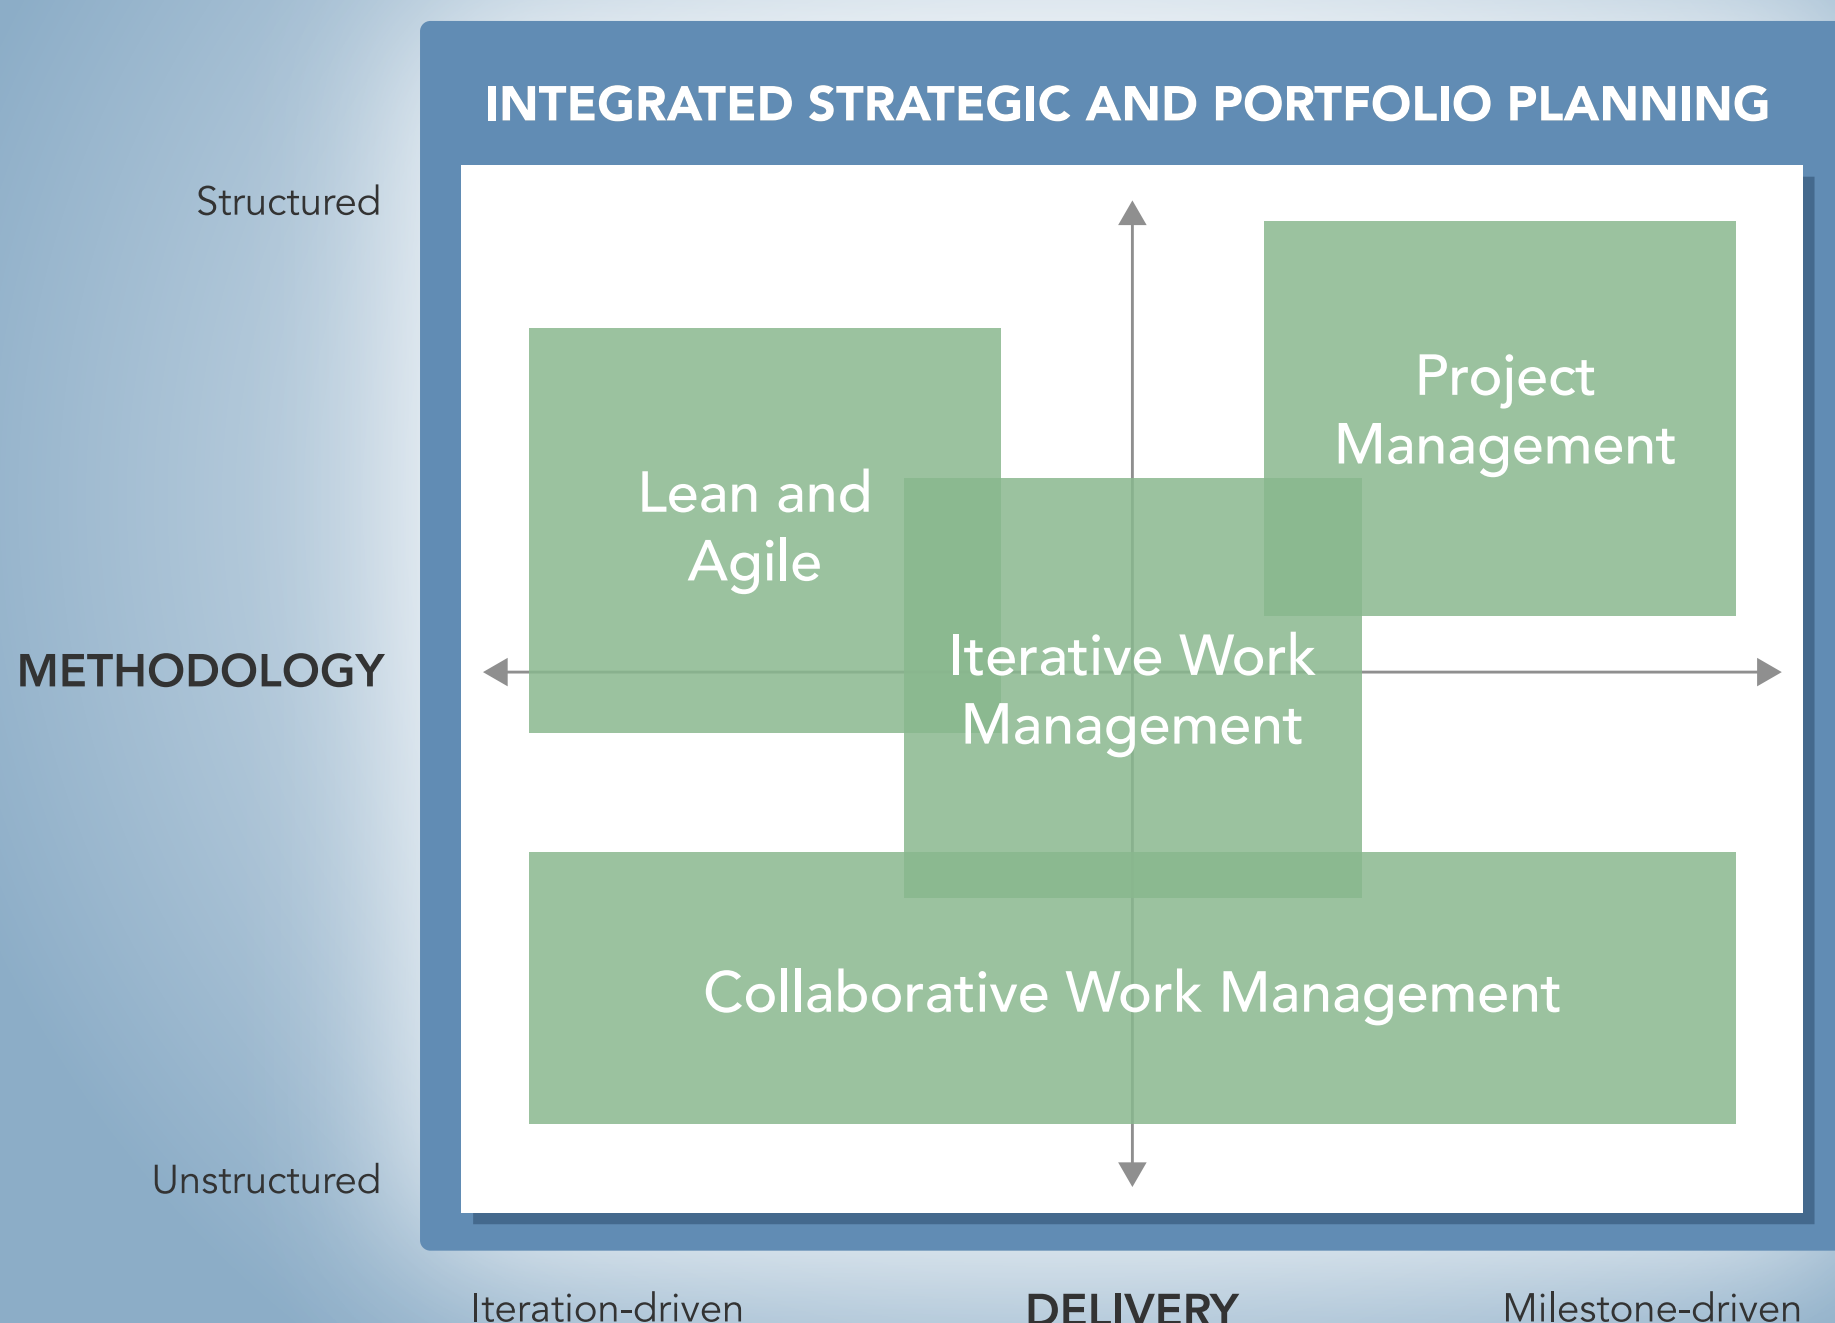 INTEGRATED STRATEGIC AND PORTFOLIO PLANNING
Structured
Project
Management
Lean and
Agile
Iterative Work
Management
METHODOLOGY
Collaborative Work Management
Unstructured
Iteration-driven
DELIVERY
Milestone-driven